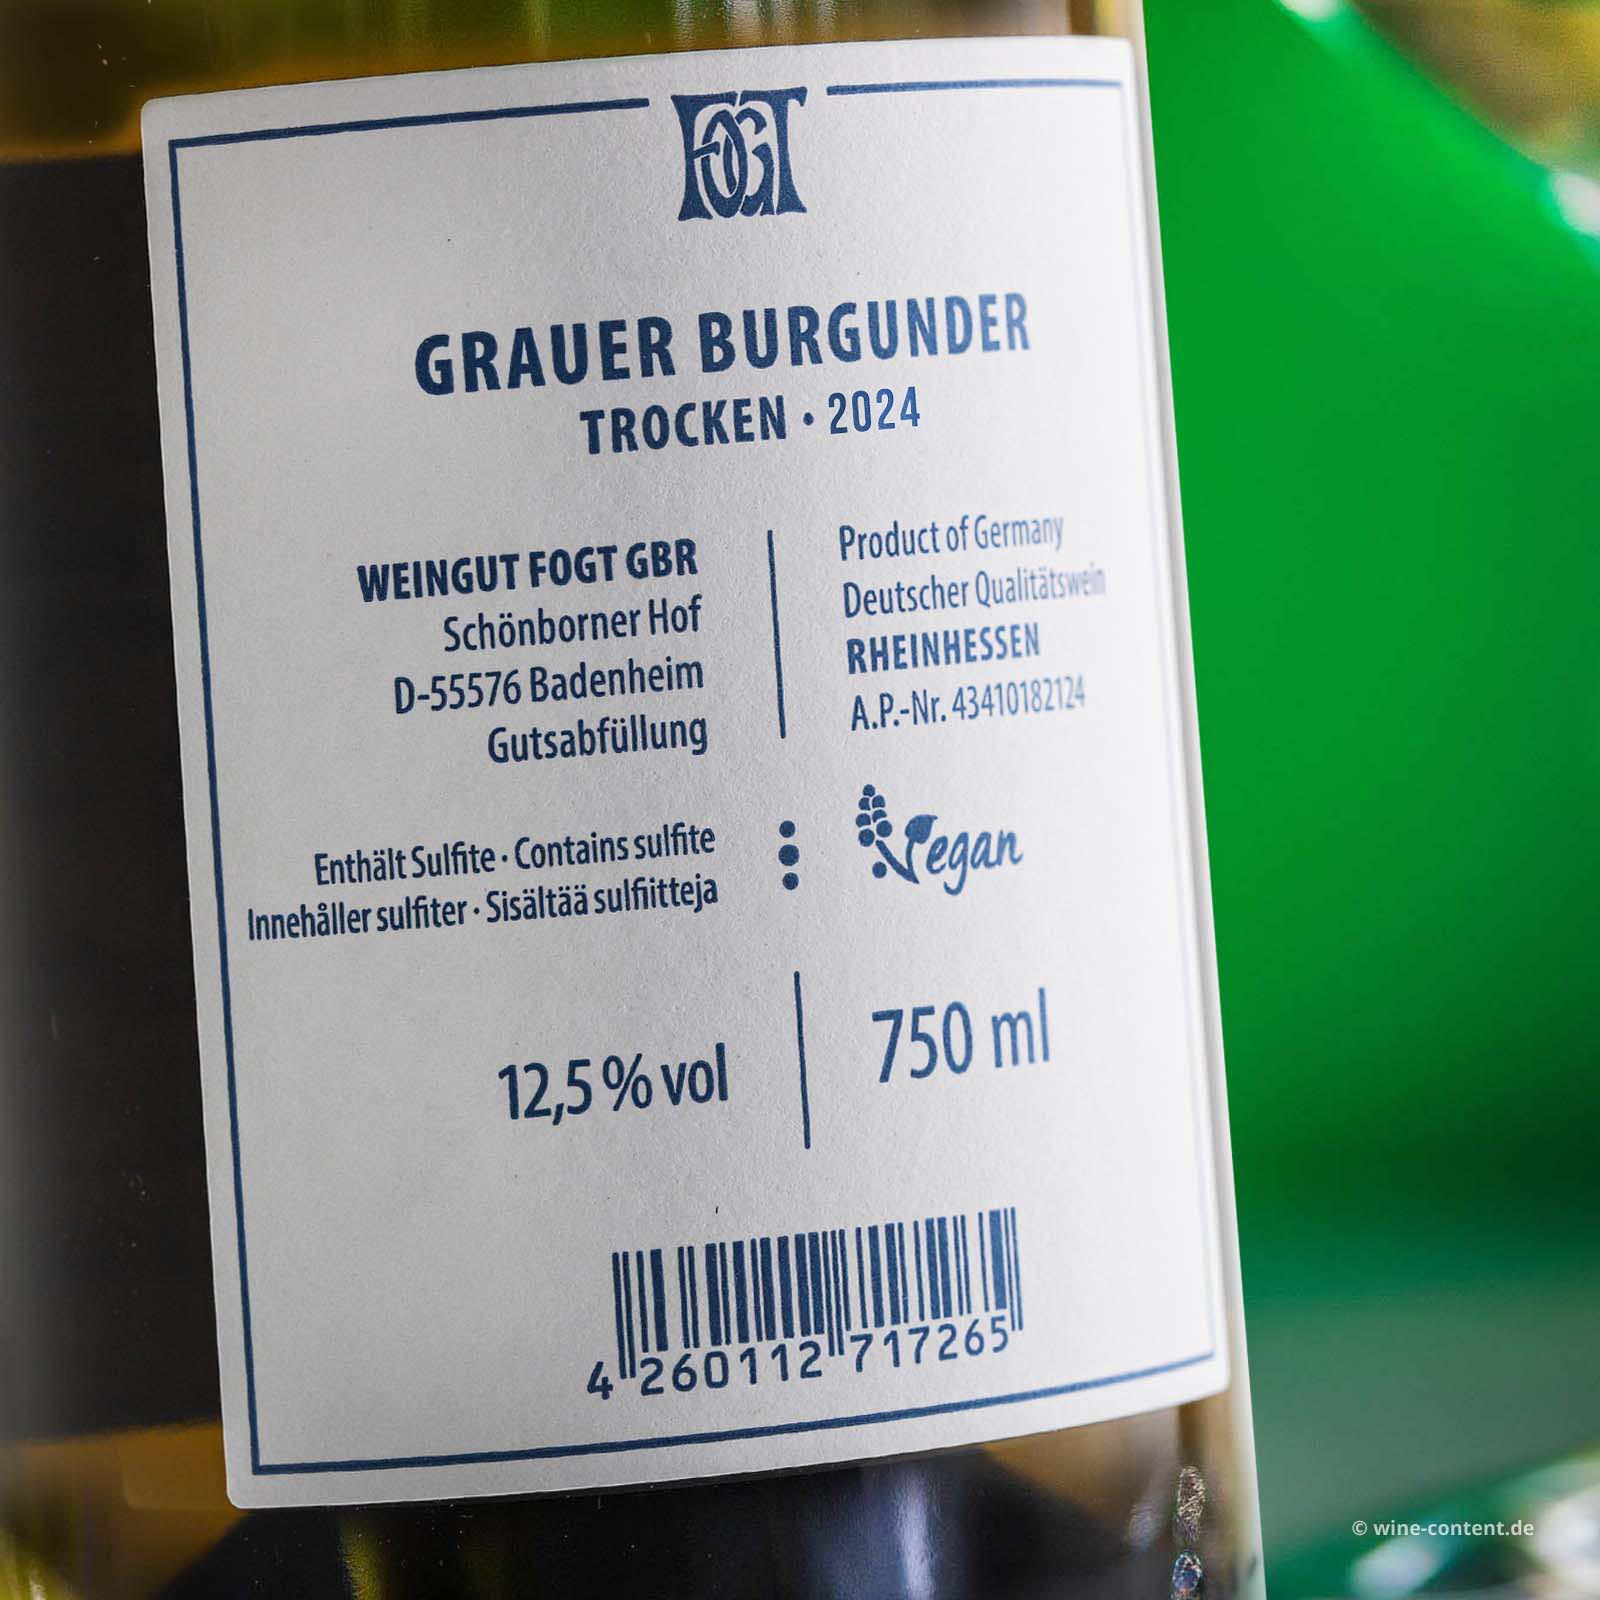 FOGT
GRAUER BURGUNDER
TROCKEN · 2024
WEINGUT FOGT GBR
Schönborner Hof
D-55576 Badenheim
Gutsabfüllung
Product of Germany
Deutscher Qualitätswein
RHEINHESSEN
A.P.-Nr. 43410182124
Enthält Sulfite · Contains sulfite
Innehåller sulfiter · Sisältää sulfiitteja
Vegan
12,5 % vol
750 ml
4 260112 717265
© wine-content.de